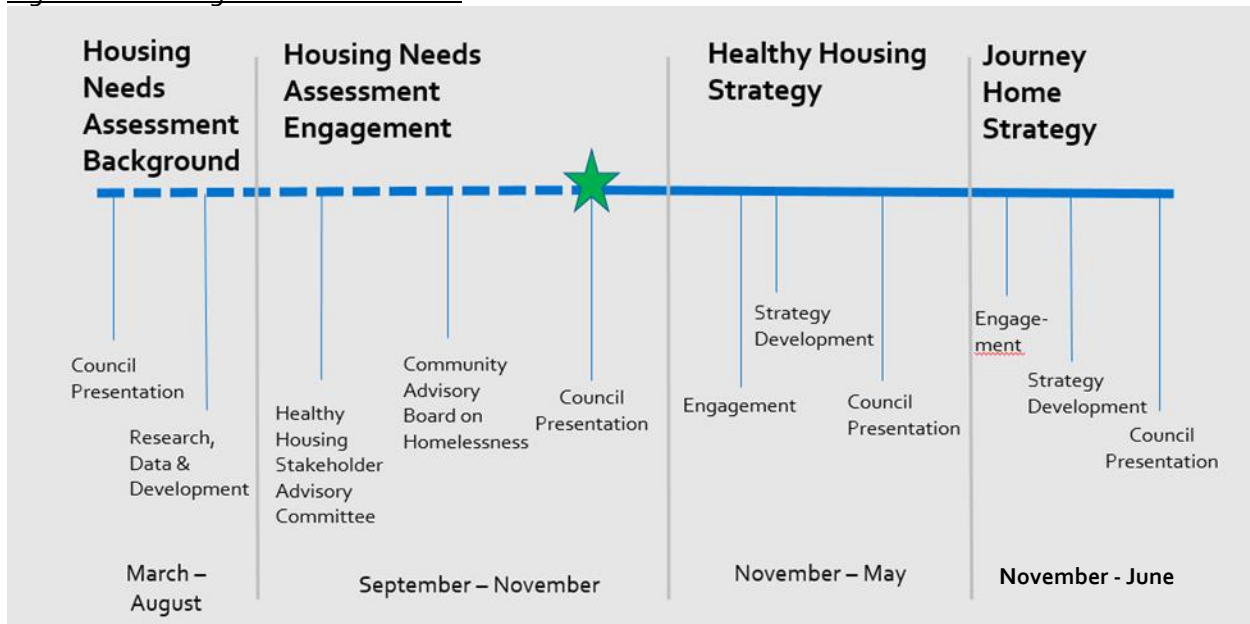 Housing
Needs
Assessment
Background
Housing Needs
Assessment
Engagement
Healthy Housing
Strategy
Journey
Home
Strategy
Council
Presentation
Research,
Data &
Development
Healthy
Housing
Stakeholder
Advisory
Committee
Community
Advisory
Board on
Homelessness
Council
Presentation
Engagement
Strategy
Development
Council
Presentation
Engage-
ment
Strategy
Development
Council
Presentation
March –
August
September – November
November – May
November - June